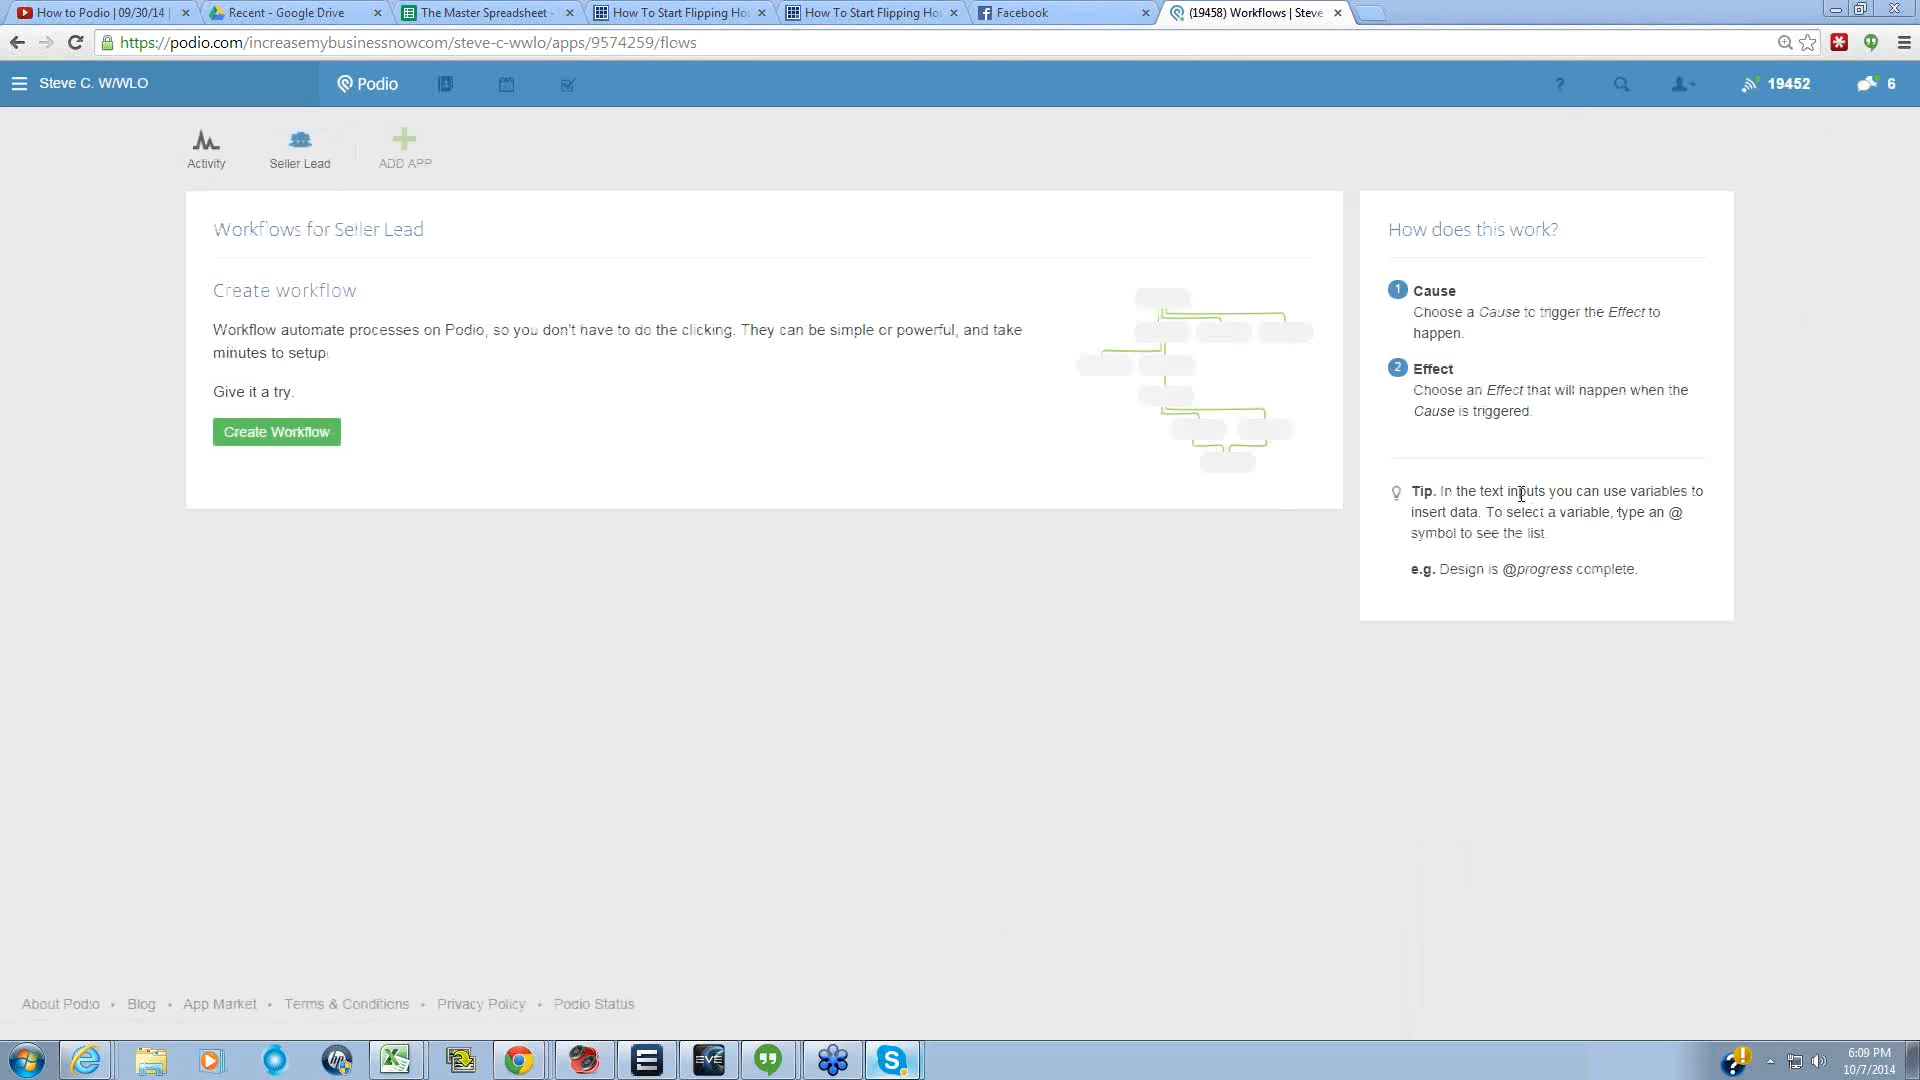 How to Podio | 09/30/14 |
Recent - Google Drive
The Master Spreadsheet -
How To Start Flipping Hou
How To Start Flipping Hou
Facebook
(19458) Workflows | Steve
https://podio.com/increasemybusinessnowcom/steve-c-wwlo/apps/9574259/flows
Steve C. W/WLO
Podio
?
19452
6
Activity
Seller Lead
ADD APP
Workflows for Seller Lead
Create workflow
Workflow automate processes on Podio, so you don't have to do the clicking. They can be simple or powerful, and take
minutes to setup.
Give it a try.
Create Workflow
How does this work?
1 Cause
Choose a Cause to trigger the Effect to
happen.
2 Effect
Choose an Effect that will happen when the
Cause is triggered.
Tip. In the text inputs you can use variables to
insert data. To select a variable, type an @
symbol to see the list.
e.g. Design is @progress complete.
About Podio • Blog • App Market • Terms & Conditions • Privacy Policy • Podio Status
EVE
6:09 PM
10/7/2014